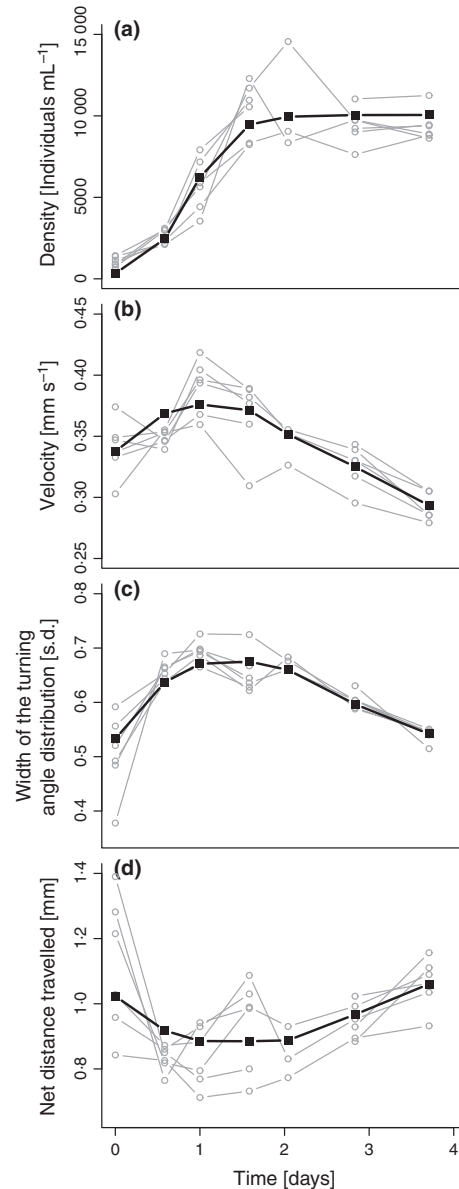 (a)
Density [Individuals mL⁻¹]
15 000
10 000
5000
0
(b)
Velocity [mm s⁻¹]
0·45
0·40
0·35
0·30
0·25
(c)
Width of the turning
angle distribution [s.d.]
0·8
0·7
0·6
0·5
0·4
(d)
Net distance travelled [mm]
1·4
1·2
1·0
0·8
0 1 2 3 4
Time [days]